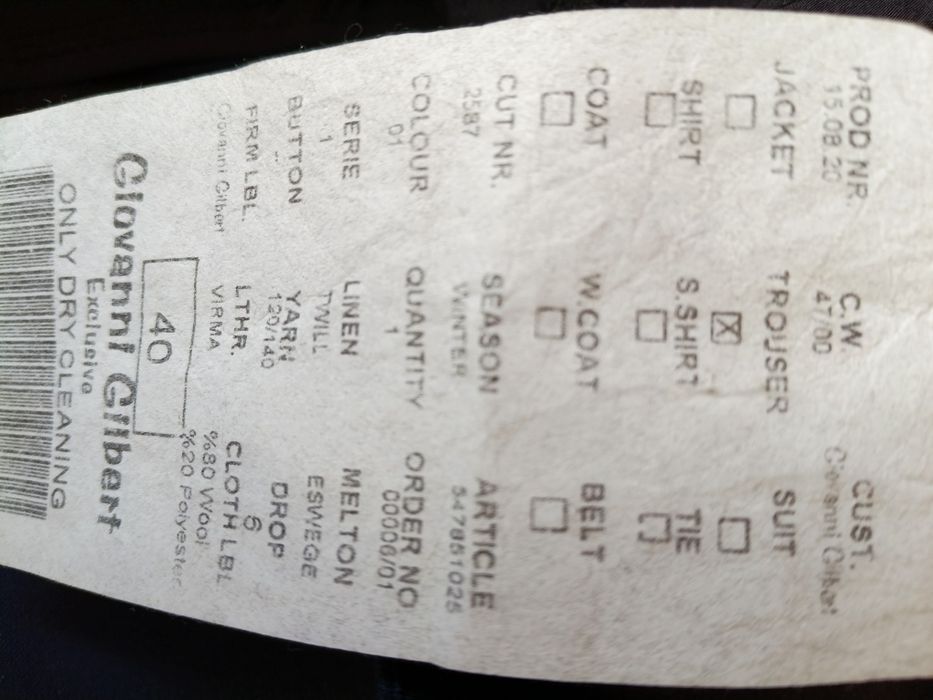 PROD NR. C.W CUST.
15.08.20 47/00 Giovanni Gilbert
JACKET TROUSER SUIT
SHIRT S.SHIRT TIE
COAT W.COAT BELT
CUT NR. SEASON ARTICLE
2587 WINTER 547851025
COLOUR QUANTITY ORDER NO
01 1 00006/01
SERIE LINEN MELTON
1 TWILL ESWEGE
BUTTON YARN DROP
120/140 6
FIRM LBL. LTHR. CLOTH LBL
Giovanni Gilbert VIRMA %80 Wool
%20 Polyester
40
Giovanni Gilbert
Exclusive
ONLY DRY CLEANING